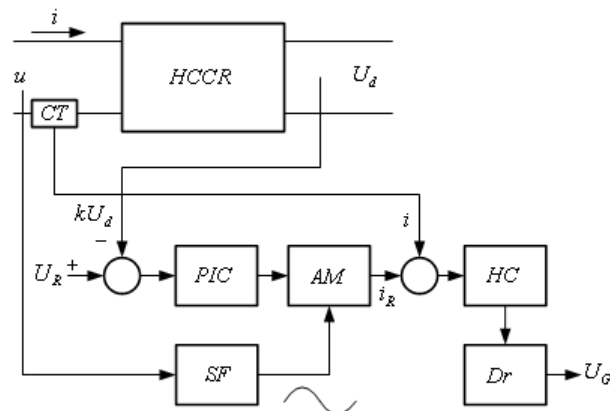 i
u
HCCR
U_d
CT
kU_d
−
i
U_R
+
PIC
AM
i_R
HC
SF
Dr
U_G